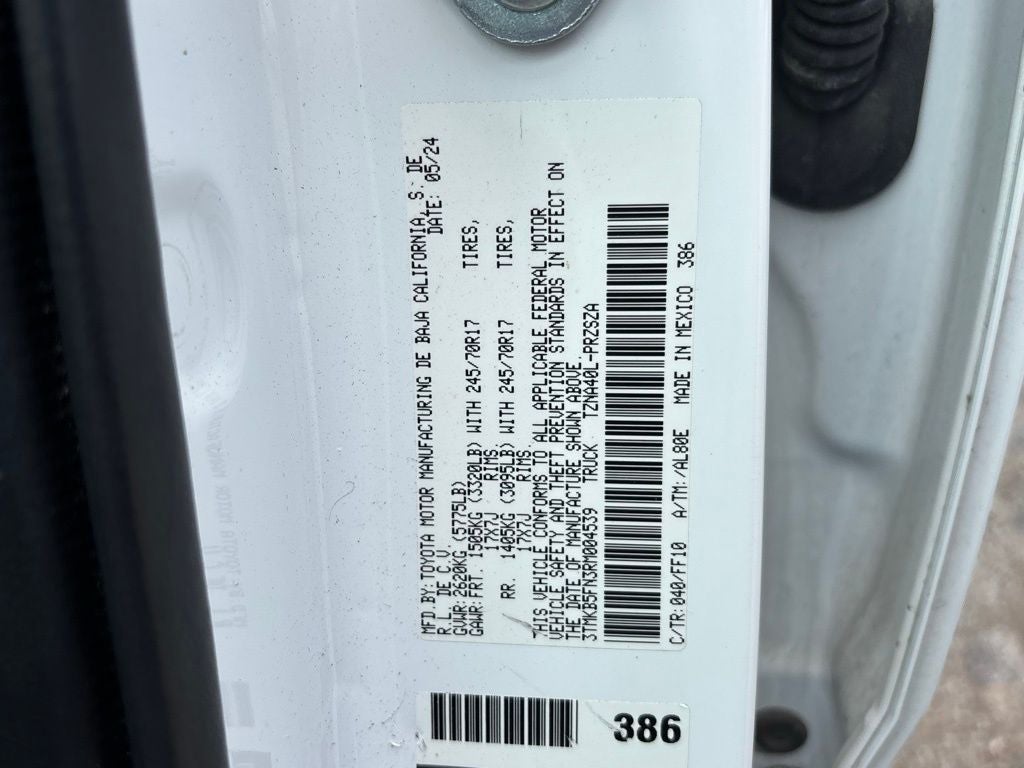 MFD.BY:TOYOTA MOTOR MANUFACTURING DE BAJA CALIFORNIA, S. DE
R.L. DE C.V. DATE: 05/24
GVWR:2620KG (5775LB)
GAWR:FRT. 1505KG (3320LB) WITH 245/70R17 TIRES,
17X7J RIMS
RR. 1405KG (3095LB) WITH 245/70R17 TIRES,
17X7J RIMS
THIS VEHICLE CONFORMS TO ALL APPLICABLE FEDERAL MOTOR
VEHICLE SAFETY AND THEFT PREVENTION STANDARDS IN EFFECT ON
THE DATE OF MANUFACTURE SHOWN ABOVE.
3TMKB5FN3RM004539 TRUCK TZNA40L-PRZSZA
C/TR:040/FF10 A/TM:/AL80E MADE IN MEXICO 386
386